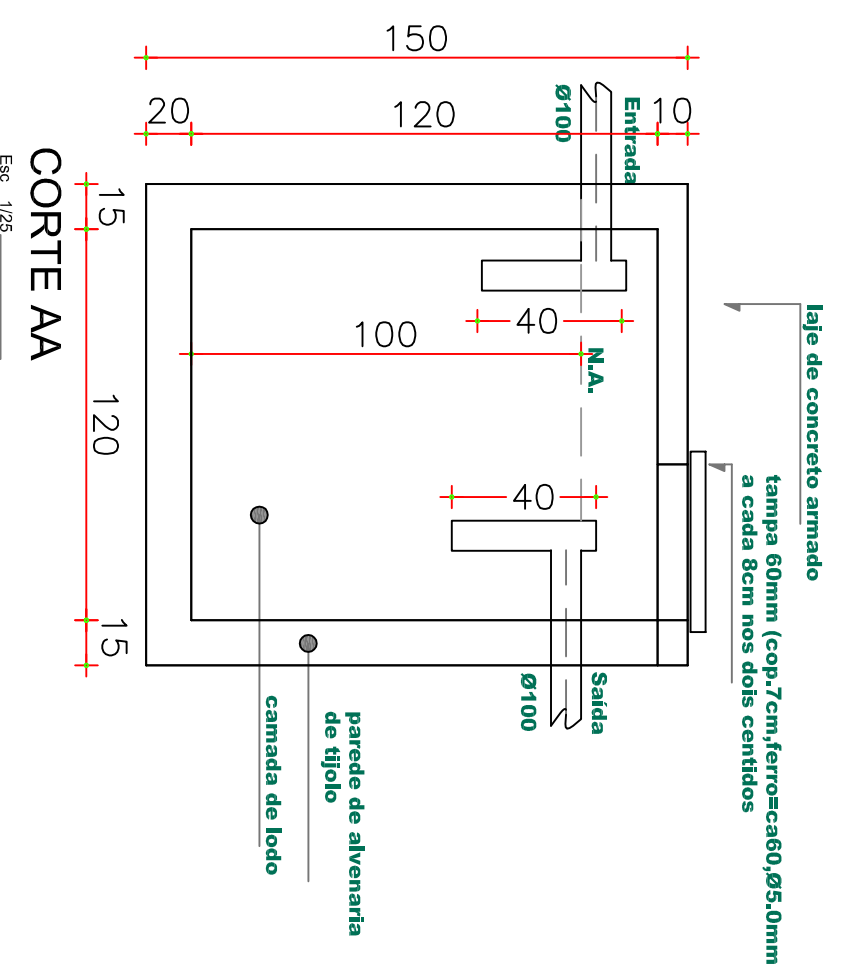 laje de concreto armado
tampa 60mm (cop.7cm,ferro=ca60,Ø5.0mm
a cada 8cm nos dois centidos
10
Entrada
Ø100
120
150
20
40
N.A.
100
40
Saída
Ø100
parede de alvenaria
de tijolo
camada de lodo
15
120
15
CORTE AA
Esc 1/25